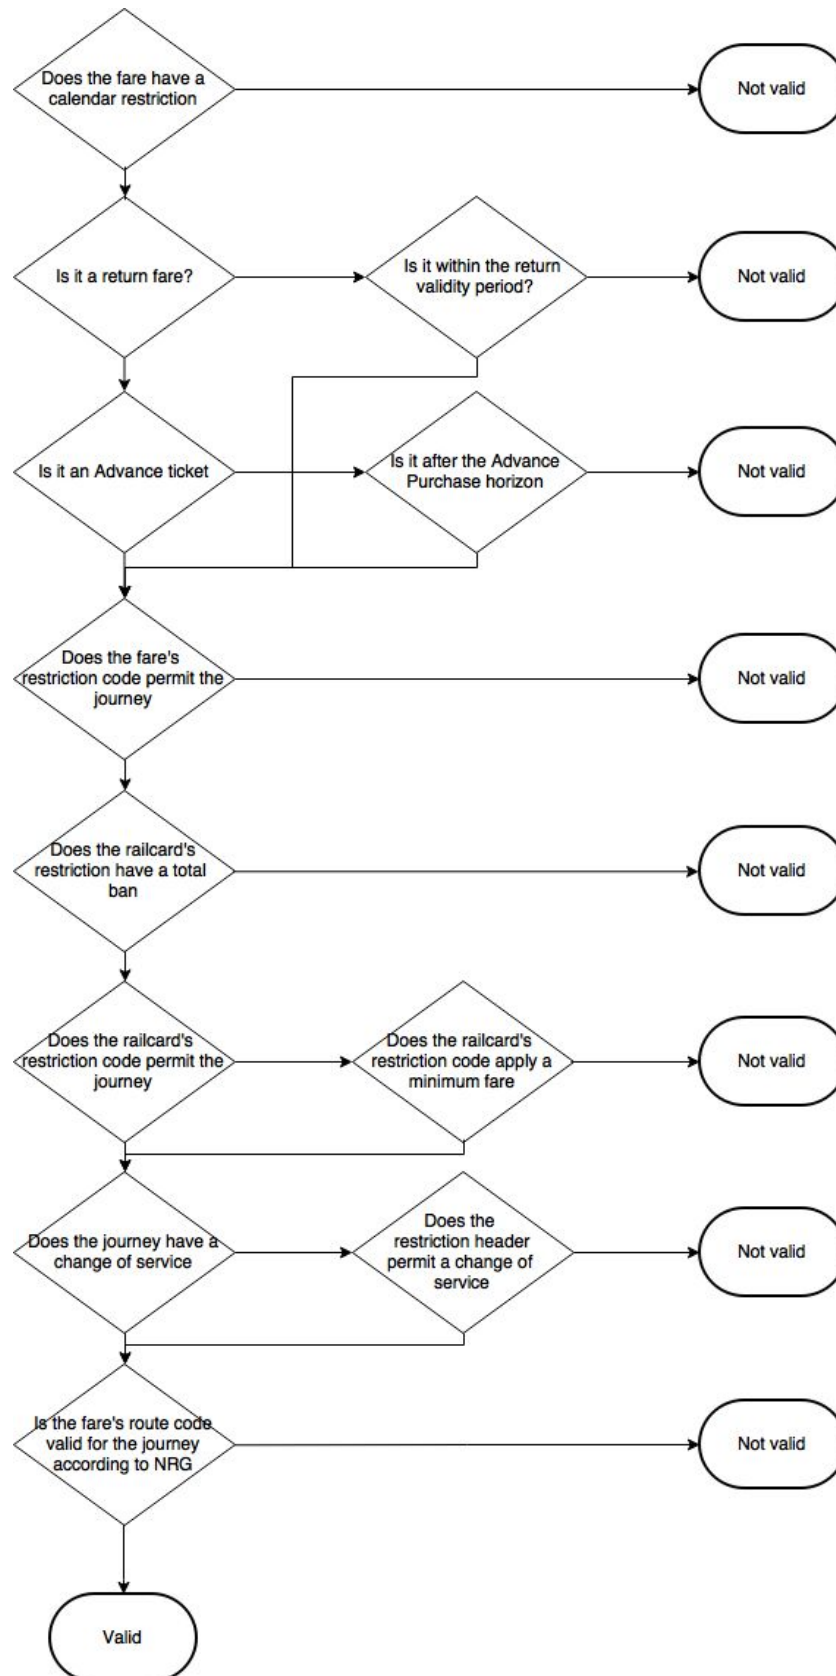 Does the fare have a
calendar restriction
Not valid
Is it a return fare?
Is it within the return
validity period?
Not valid
Is it an Advance ticket
Is it after the Advance
Purchase horizon
Not valid
Does the fare's
restriction code permit the
journey
Not valid
Does the railcard's
restriction have a total
ban
Not valid
Does the railcard's
restriction code permit the
journey
Does the railcard's
restriction code apply a
minimum fare
Not valid
Does the journey have a
change of service
Does the
restriction header
permit a change of
service
Not valid
Is the fare's route code
valid for the journey
according to NRG
Not valid
Valid